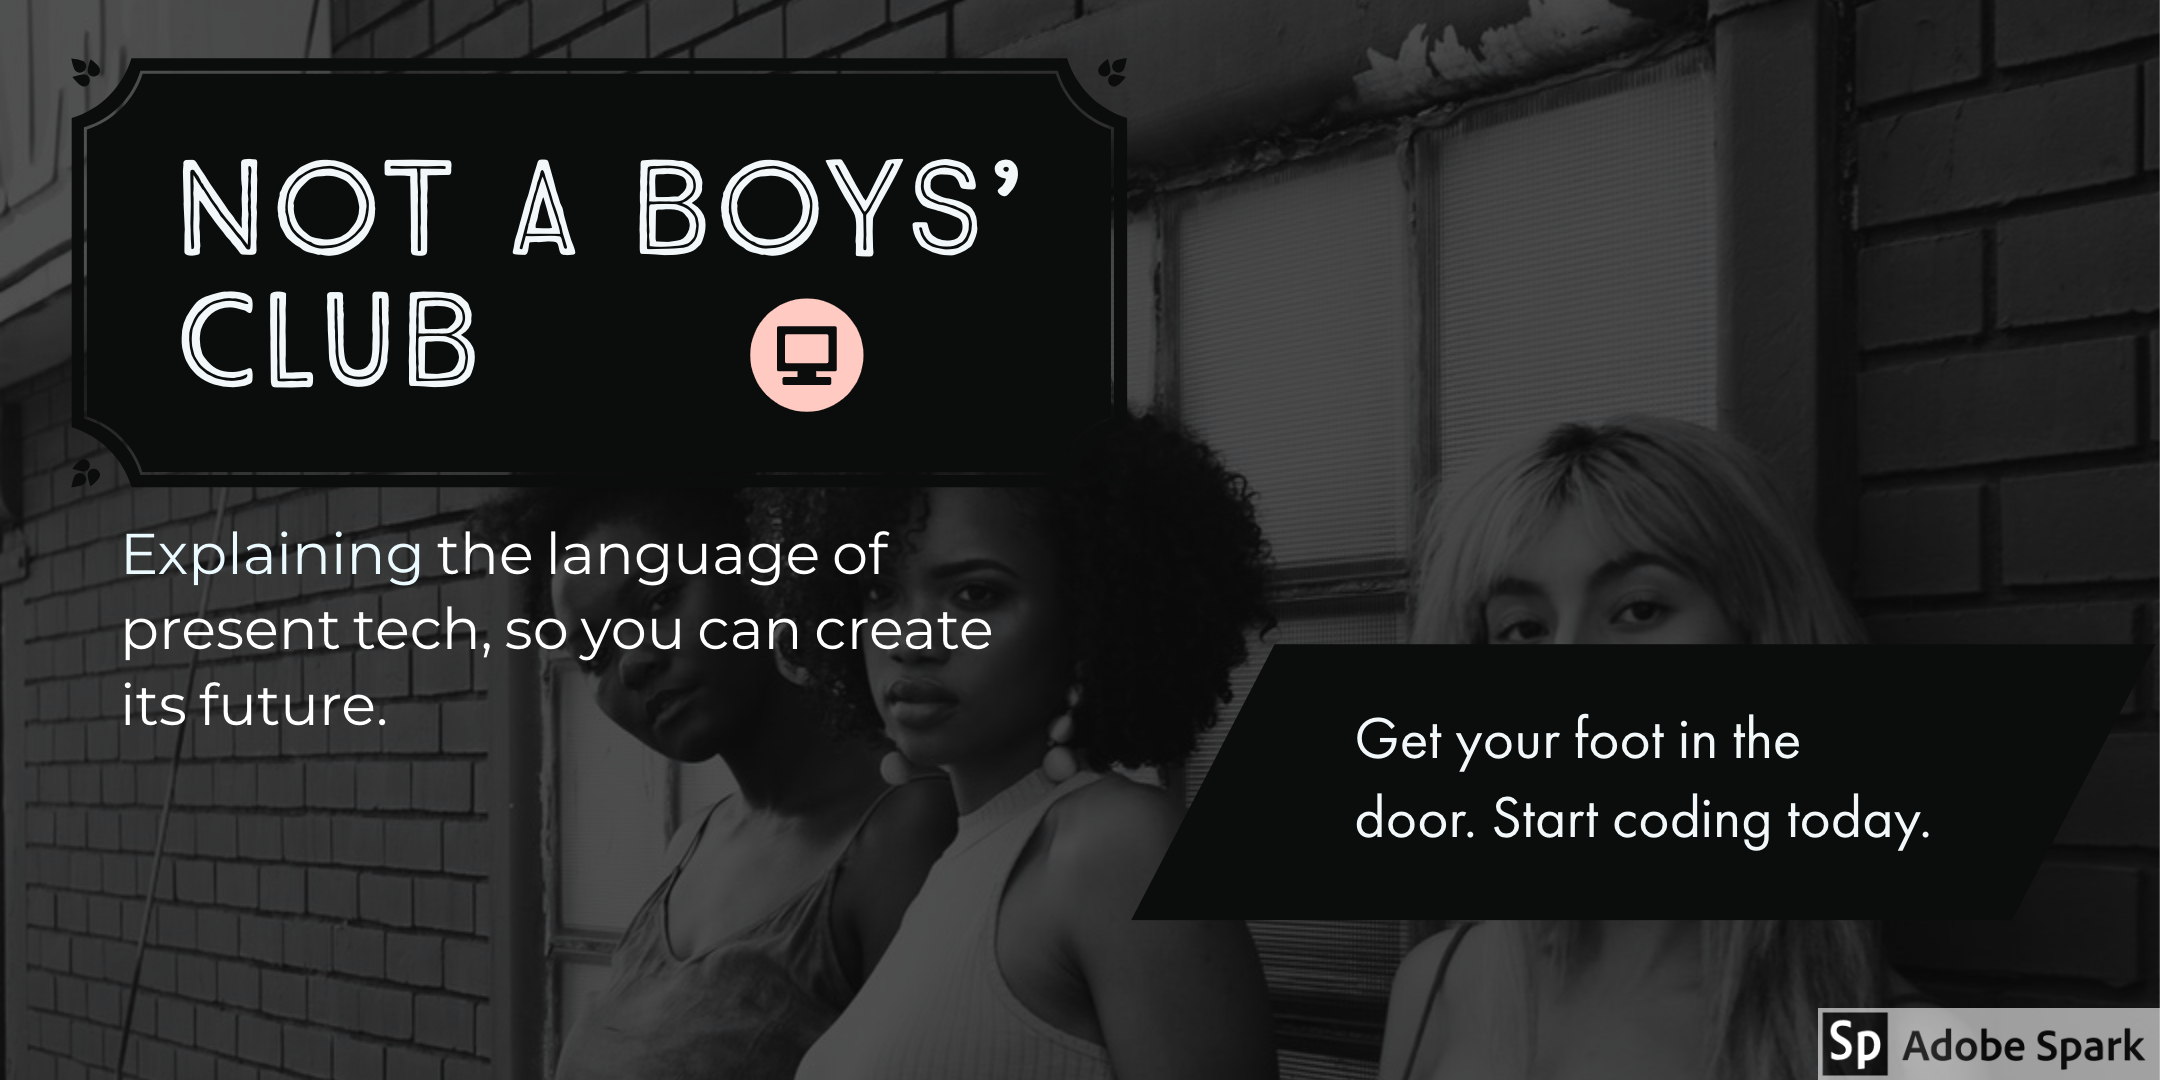 NOT A BOYS’
CLUB
Explaining the language of
present tech, so you can create
its future.
Get your foot in the
door. Start coding today.
Sp Adobe Spark